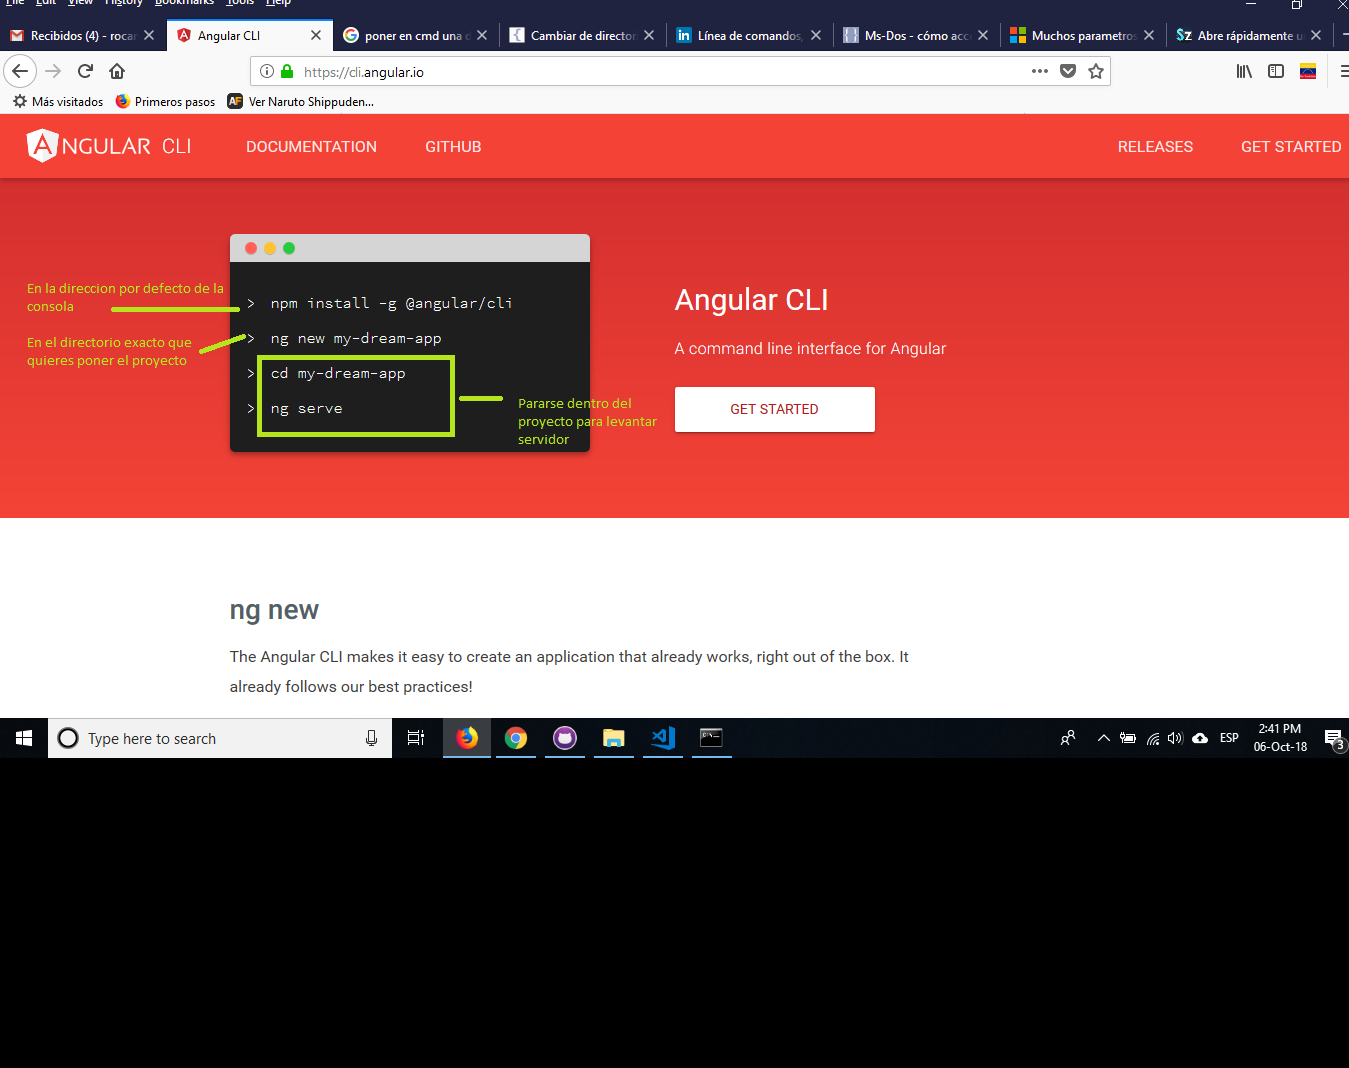 File Edit View History Bookmarks Tools Help
Recibidos (4) - rocar
Angular CLI
poner en cmd una d
Cambiar de director
Línea de comandos,
Ms-Dos - cómo acc
Muchos parametros
Abre rápidamente u
https://cli.angular.io
Más visitados Primeros pasos Ver Naruto Shippuden...
ANGULAR CLI DOCUMENTATION GITHUB RELEASES GET STARTED
En la direccion por defecto de la
consola
En el directorio exacto que
quieres poner el proyecto
> npm install -g @angular/cli
> ng new my-dream-app
> cd my-dream-app
> ng serve
Pararse dentro del
proyecto para levantar
servidor
Angular CLI
A command line interface for Angular
GET STARTED
ng new
The Angular CLI makes it easy to create an application that already works, right out of the box. It
already follows our best practices!
Type here to search
ESP
2:41 PM
06-Oct-18
3